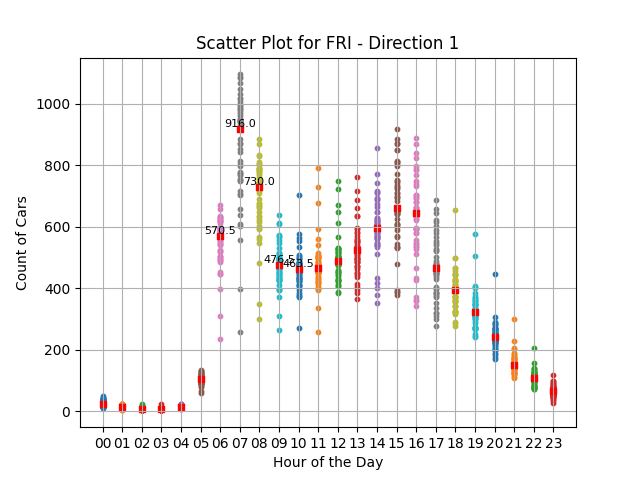 Scatter Plot for FRI - Direction 1
Count of Cars
1000
800
600
400
200
0
916.0
730.0
570.5
476.5
463.5
00 01 02 03 04 05 06 07 08 09 10 11 12 13 14 15 16 17 18 19 20 21 22 23
Hour of the Day